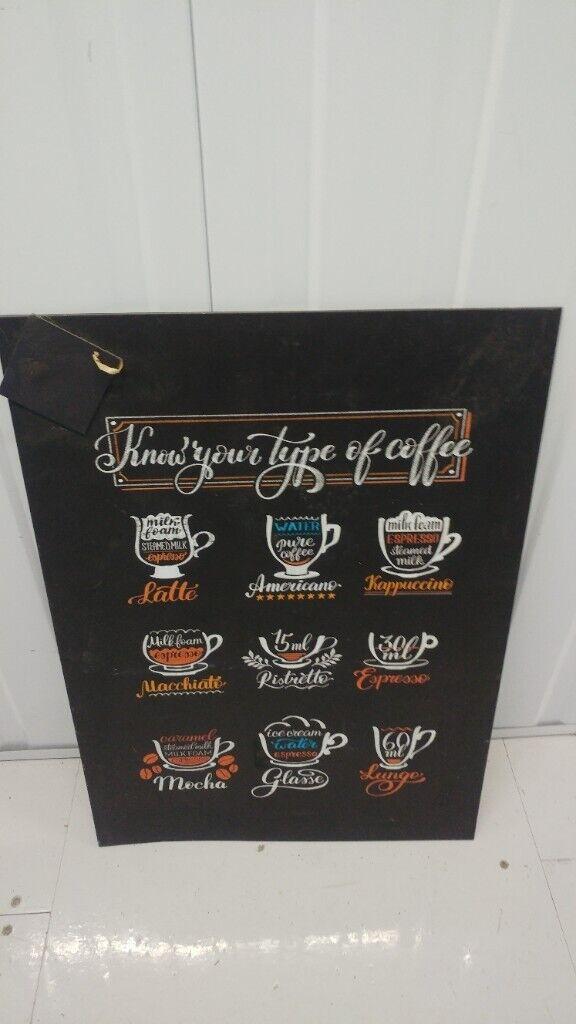 Know your type of coffee
milk
foam
STEAMED MILK
espresso
Latte
WATER
pure
coffee
Americano
milk foam
ESPRESSO
steamed
milk
Kappuccino
Milk foam
espresso
Macchiato
15ml
Ristretto
30
ml
Espresso
caramel
steamed milk
MILK FOAM
Mocha
ice cream
water
espresso
Glasse
60
ml
Lungo